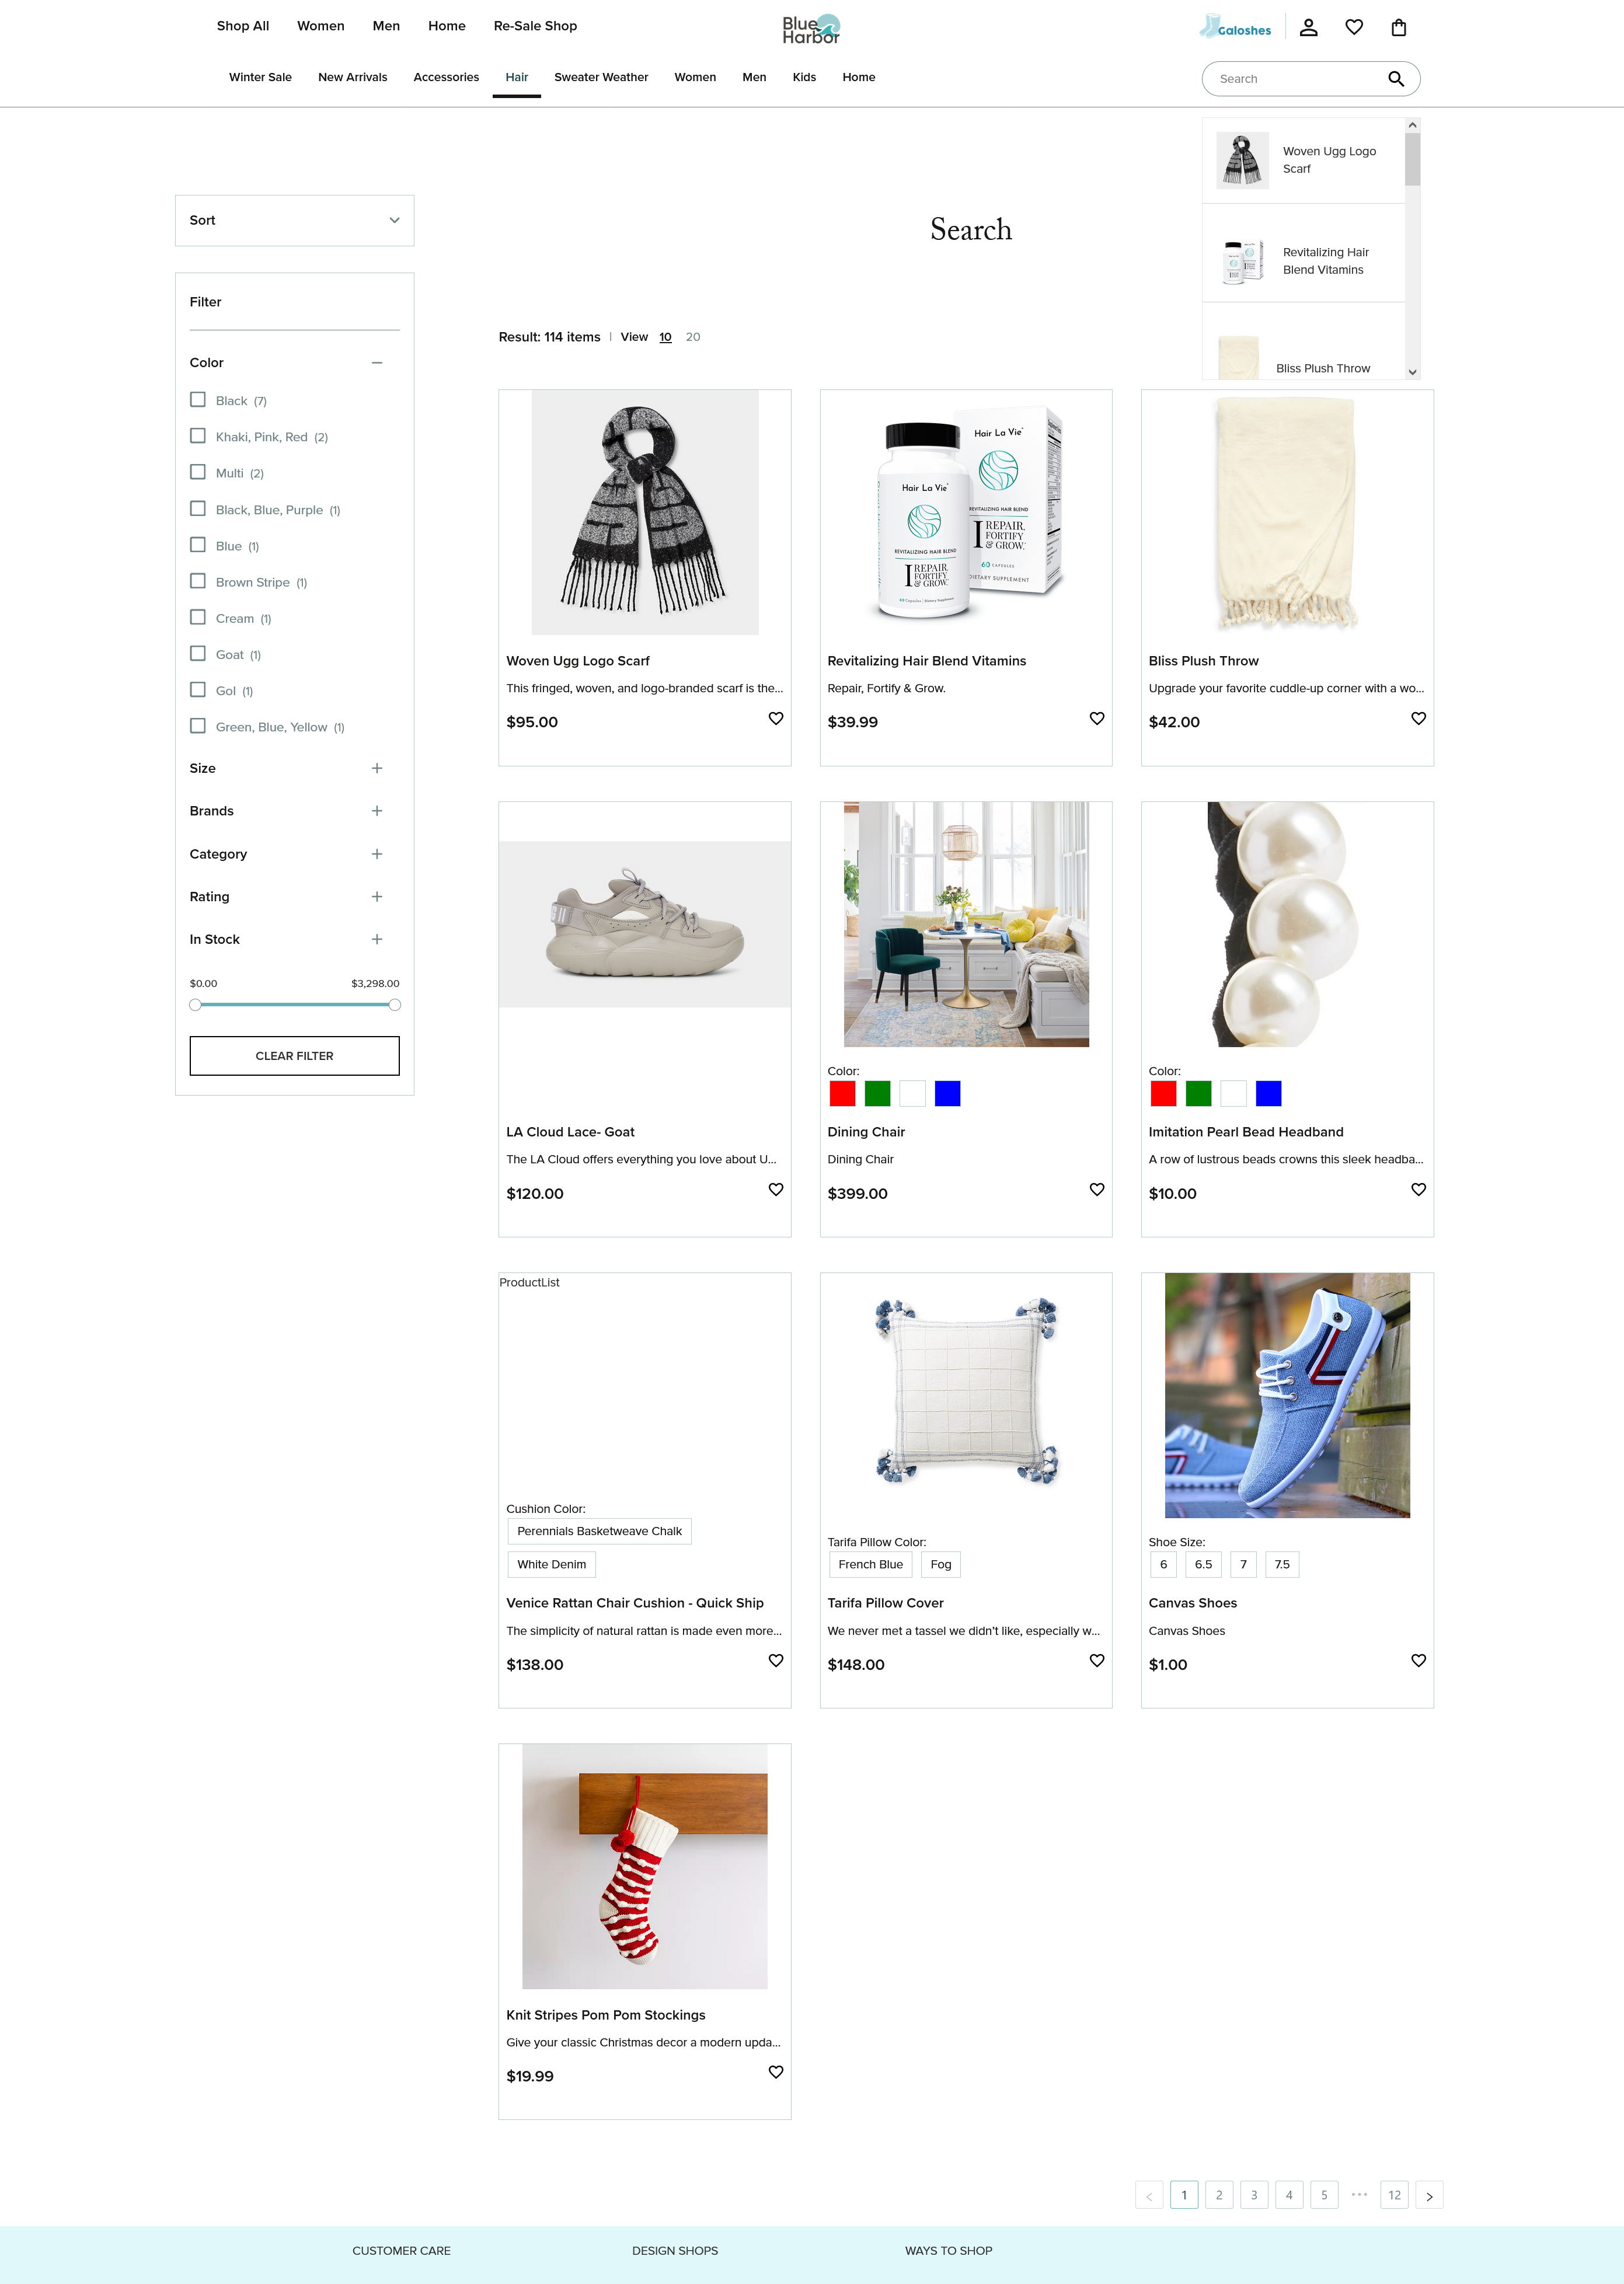 Shop All
Women
Men
Home
Re-Sale Shop
Blue
Harbor
Galoshes
Winter Sale
New Arrivals
Accessories
Hair
Sweater Weather
Women
Men
Kids
Home
Search
Woven Ugg Logo
Scarf
Revitalizing Hair
Blend Vitamins
Bliss Plush Throw
Sort
Filter
Color
Black (7)
Khaki, Pink, Red (2)
Multi (2)
Black, Blue, Purple (1)
Blue (1)
Brown Stripe (1)
Cream (1)
Goat (1)
Gol (1)
Green, Blue, Yellow (1)
Size
Brands
Category
Rating
In Stock
$0.00
$3,298.00
CLEAR FILTER
Search
Result: 114 items | View 10 20
Woven Ugg Logo Scarf
This fringed, woven, and logo-branded scarf is the...
$95.00
Hair La Vie
REVITALIZING HAIR BLEND
REPAIR,
FORTIFY
& GROW.
60 CAPSULES
DIETARY SUPPLEMENT
Hair La Vie
REVITALIZING HAIR BLEND
REPAIR,
FORTIFY
& GROW.
Revitalizing Hair Blend Vitamins
Repair, Fortify & Grow.
$39.99
Bliss Plush Throw
Upgrade your favorite cuddle-up corner with a wo...
$42.00
LA Cloud Lace- Goat
The LA Cloud offers everything you love about U...
$120.00
Color:
Dining Chair
Dining Chair
$399.00
Color:
Imitation Pearl Bead Headband
A row of lustrous beads crowns this sleek headba...
$10.00
ProductList
Cushion Color:
Perennials Basketweave Chalk
White Denim
Venice Rattan Chair Cushion - Quick Ship
The simplicity of natural rattan is made even more...
$138.00
Tarifa Pillow Color:
French Blue
Fog
Tarifa Pillow Cover
We never met a tassel we didn't like, especially w...
$148.00
Shoe Size:
6
6.5
7
7.5
Canvas Shoes
Canvas Shoes
$1.00
Knit Stripes Pom Pom Stockings
Give your classic Christmas decor a modern upda...
$19.99
< 1 2 3 4 5 ••• 12 >
CUSTOMER CARE
DESIGN SHOPS
WAYS TO SHOP